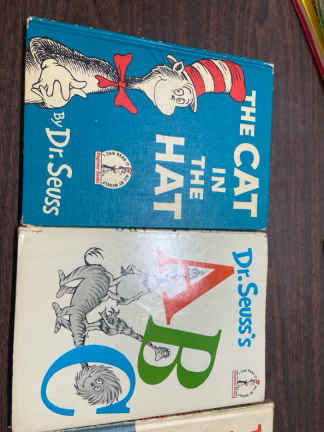 THE CAT
IN
THE
HAT
By Dr. Seuss
Dr. Seuss's
A
B
C